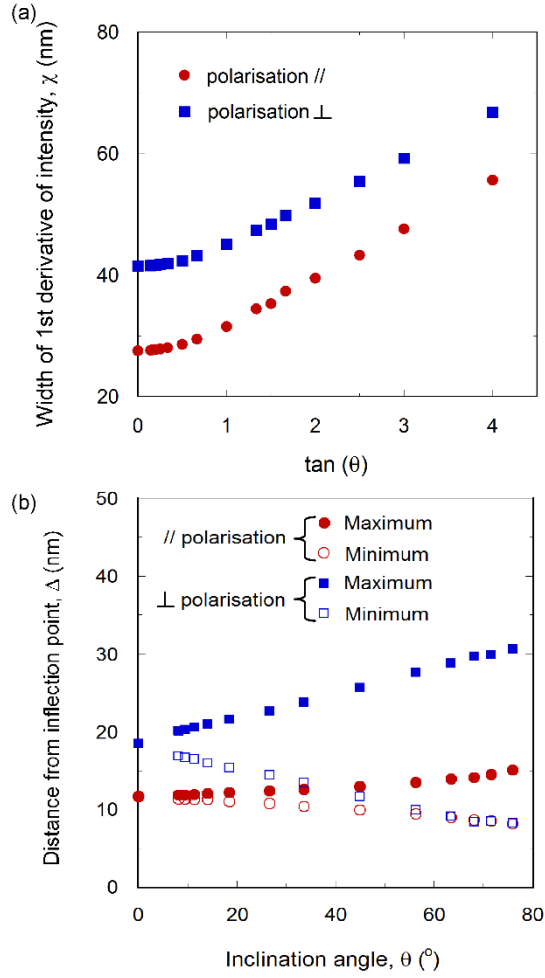 (a)
80
60
40
20
Width of 1st derivative of intensity, χ (nm)
polarisation //
polarisation ⊥
0 1 2 3 4
tan (θ)
(b)
50
40
30
20
10
0
Distance from inflection point, Δ (nm)
// polarisation
Maximum
Minimum
⊥ polarisation
Maximum
Minimum
0 20 40 60 80
Inclination angle, θ (°)